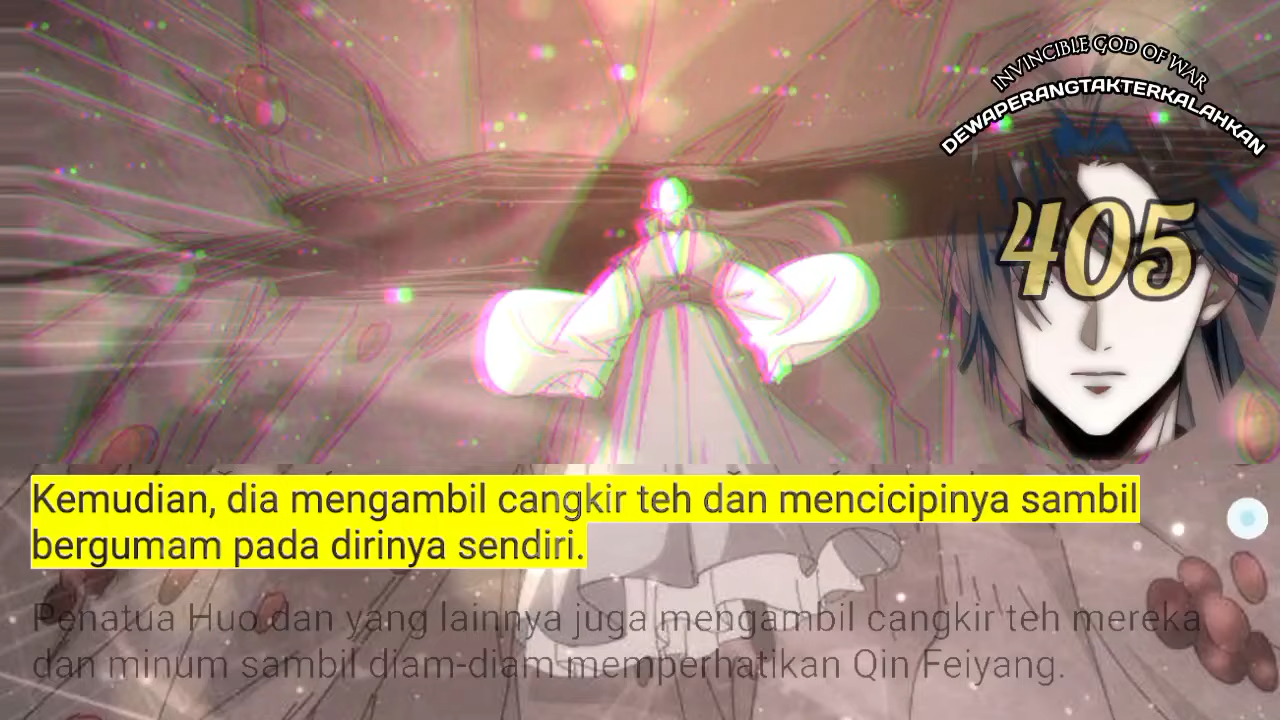 INVINCIBLE GOD OF WAR
DEWAPERANGTAKTERKALAHKAN
405
Kemudian, dia mengambil cangkir teh dan mencicipinya sambil
bergumam pada dirinya sendiri.
Penatua Huo dan yang lainnya juga mengambil cangkir teh mereka
dan minum sambil diam-diam memperhatikan Qin Feiyang.